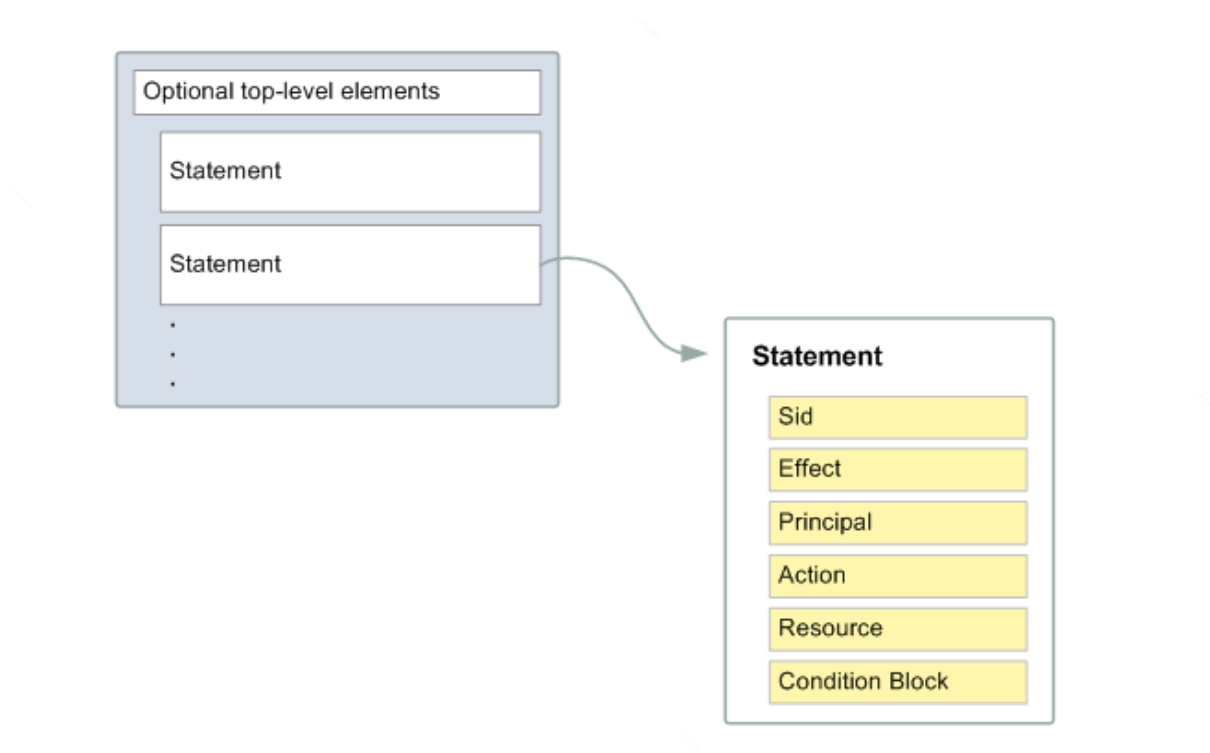 Optional top-level elements
Statement
Statement
.
.
.
Statement
Sid
Effect
Principal
Action
Resource
Condition Block